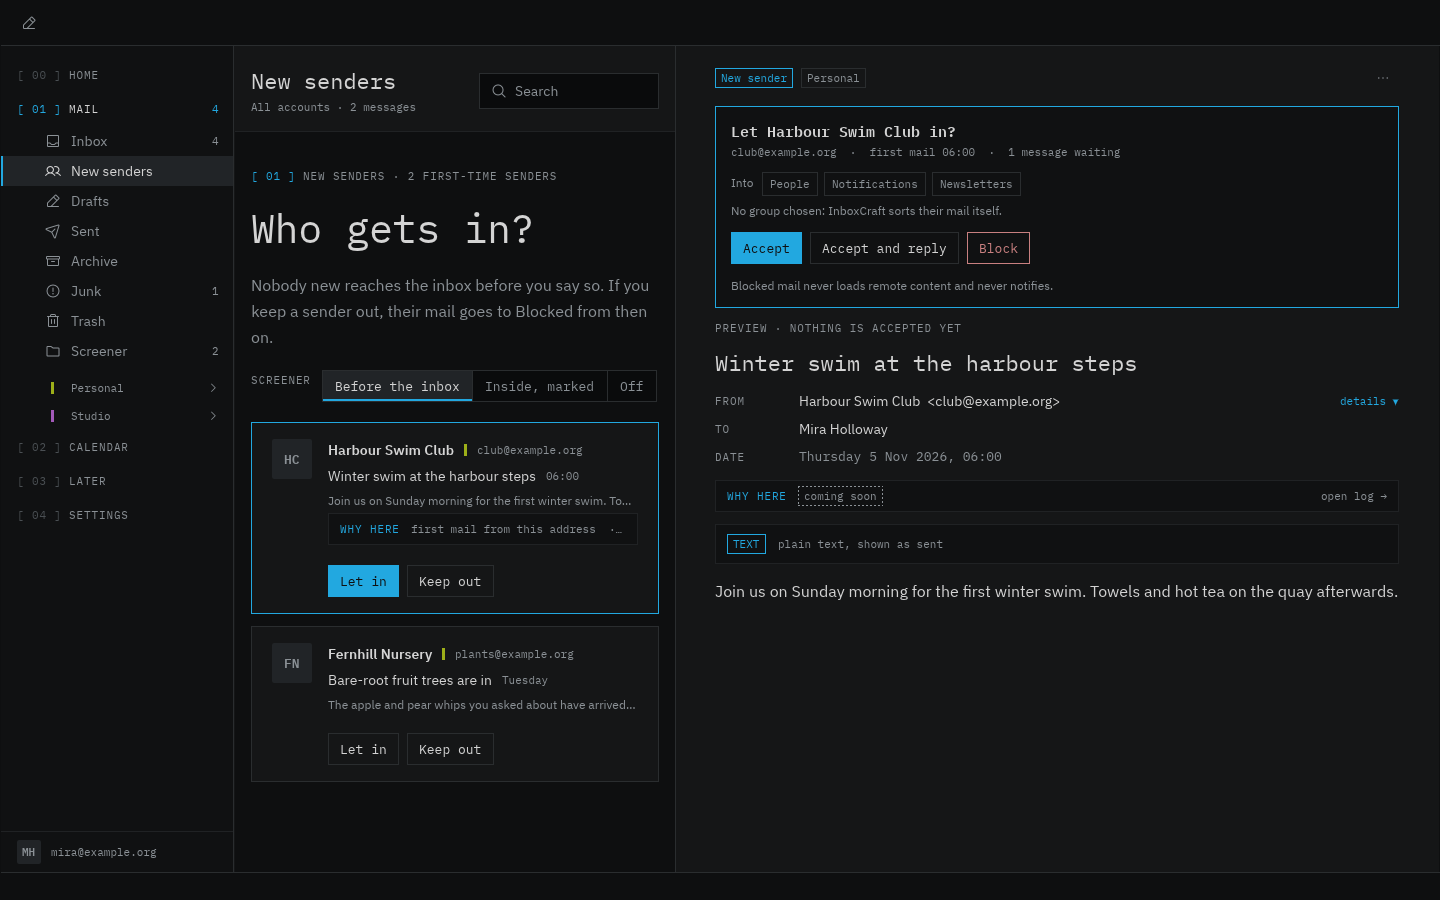 [ 00 ] HOME
[ 01 ] MAIL 4
Inbox 4
New senders
Drafts
Sent
Archive
Junk 1
Trash
Screener 2
Personal
Studio
[ 02 ] CALENDAR
[ 03 ] LATER
[ 04 ] SETTINGS
MH mira@example.org
New senders
All accounts · 2 messages
Search
[ 01 ] NEW SENDERS · 2 FIRST-TIME SENDERS
Who gets in?
Nobody new reaches the inbox before you say so. If you
keep a sender out, their mail goes to Blocked from then
on.
SCREENER Before the inbox Inside, marked Off
HC
Harbour Swim Club club@example.org
Winter swim at the harbour steps 06:00
Join us on Sunday morning for the first winter swim. To…
WHY HERE first mail from this address ·…
Let in Keep out
FN
Fernhill Nursery plants@example.org
Bare-root fruit trees are in Tuesday
The apple and pear whips you asked about have arrived…
Let in Keep out
New sender Personal ···
Let Harbour Swim Club in?
club@example.org · first mail 06:00 · 1 message waiting
Into People Notifications Newsletters
No group chosen: InboxCraft sorts their mail itself.
Accept Accept and reply Block
Blocked mail never loads remote content and never notifies.
PREVIEW · NOTHING IS ACCEPTED YET
Winter swim at the harbour steps
FROM Harbour Swim Club <club@example.org> details ▾
TO Mira Holloway
DATE Thursday 5 Nov 2026, 06:00
WHY HERE coming soon open log →
TEXT plain text, shown as sent
Join us on Sunday morning for the first winter swim. Towels and hot tea on the quay afterwards.